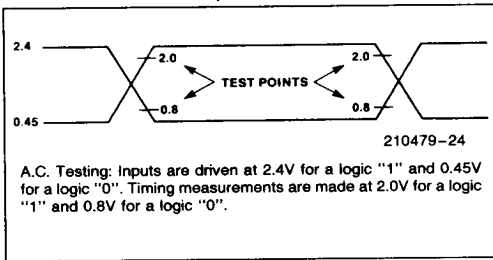 2.4
2.0
2.0
TEST POINTS
0.8
0.8
0.45
210479-24
A.C. Testing: Inputs are driven at 2.4V for a logic "1" and 0.45V
for a logic "0". Timing measurements are made at 2.0V for a logic
"1" and 0.8V for a logic "0".